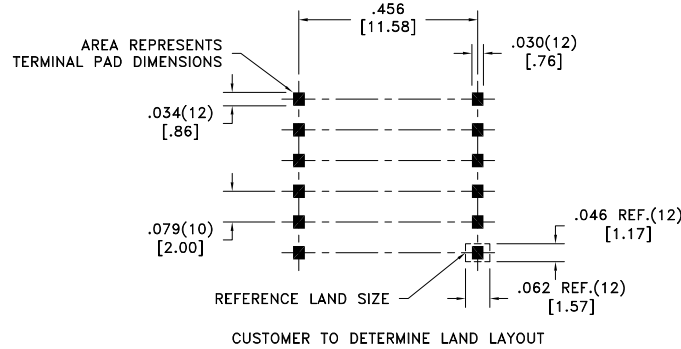 .456
[11.58]
AREA REPRESENTS
TERMINAL PAD DIMENSIONS
.030(12)
[.76]
.034(12)
[.86]
.079(10)
[2.00]
.046 REF.(12)
[1.17]
REFERENCE LAND SIZE
.062 REF.(12)
[1.57]
CUSTOMER TO DETERMINE LAND LAYOUT